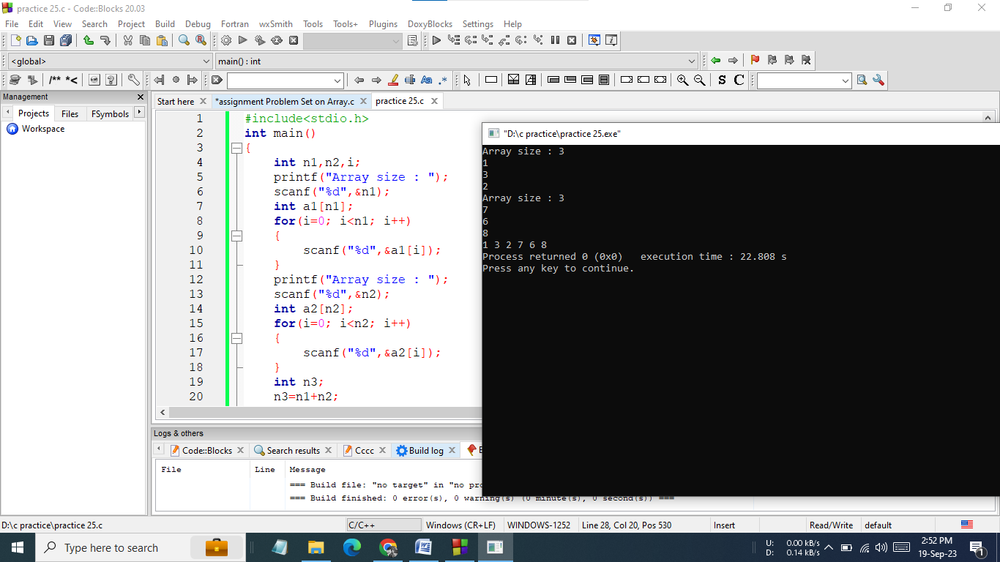 practice 25.c - Code::Blocks 20.03
File Edit View Search Project Build Debug Fortran wxSmith Tools Tools+ Plugins DoxyBlocks Settings Help
<global> main() : int
/** *< Aa .* S C
Management
Projects Files FSymbols
Workspace
Start here *assignment Problem Set on Array.c practice 25.c
1 #include<stdio.h>
2 int main()
3 {
4 int n1,n2,i;
5 printf("Array size : ");
6 scanf("%d",&n1);
7 int a1[n1];
8 for(i=0; i<n1; i++)
9 {
10 scanf("%d",&a1[i]);
11 }
12 printf("Array size : ");
13 scanf("%d",&n2);
14 int a2[n2];
15 for(i=0; i<n2; i++)
16 {
17 scanf("%d",&a2[i]);
18 }
19 int n3;
20 n3=n1+n2;
"D:\c practice\practice 25.exe"
Array size : 3
1
3
2
Array size : 3
7
6
8
1 3 2 7 6 8
Process returned 0 (0x0) execution time : 22.808 s
Press any key to continue.
Logs & others
Code::Blocks Search results Cccc Build log
File Line Message
=== Build file: "no target" in "no pro
=== Build finished: 0 error(s), 0 warning(s) (0 minute(s), 0 second(s)) ===
D:\c practice\practice 25.c C/C++ Windows (CR+LF) WINDOWS-1252 Line 28, Col 20, Pos 530 Insert Read/Write default
Type here to search
U: 0.00 kB/s
D: 0.14 kB/s
2:52 PM
19-Sep-23
1